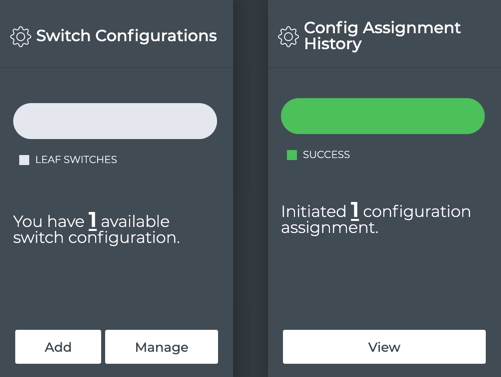 Switch Configurations
LEAF SWITCHES
You have 1 available
switch configuration.
Add
Manage
Config Assignment
History
SUCCESS
Initiated 1 configuration
assignment.
View